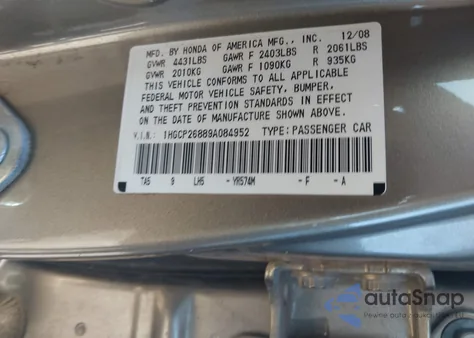 MFD. BY HONDA OF AMERICA MFG., INC. 12/08
GVWR 4431LBS GAWR F 2403LBS R 2061LBS
GVWR 2010KG GAWR F 1090KG R 935KG
THIS VEHICLE CONFORMS TO ALL APPLICABLE
FEDERAL MOTOR VEHICLE SAFETY, BUMPER,
AND THEFT PREVENTION STANDARDS IN EFFECT
ON THE DATE OF MANUFACTURE SHOWN ABOVE.
V.I.N.: 1HGCP26889A084952 TYPE: PASSENGER CAR
TA5 9 LH5 -YR574M -F -A
autoSnap
Pewne auta